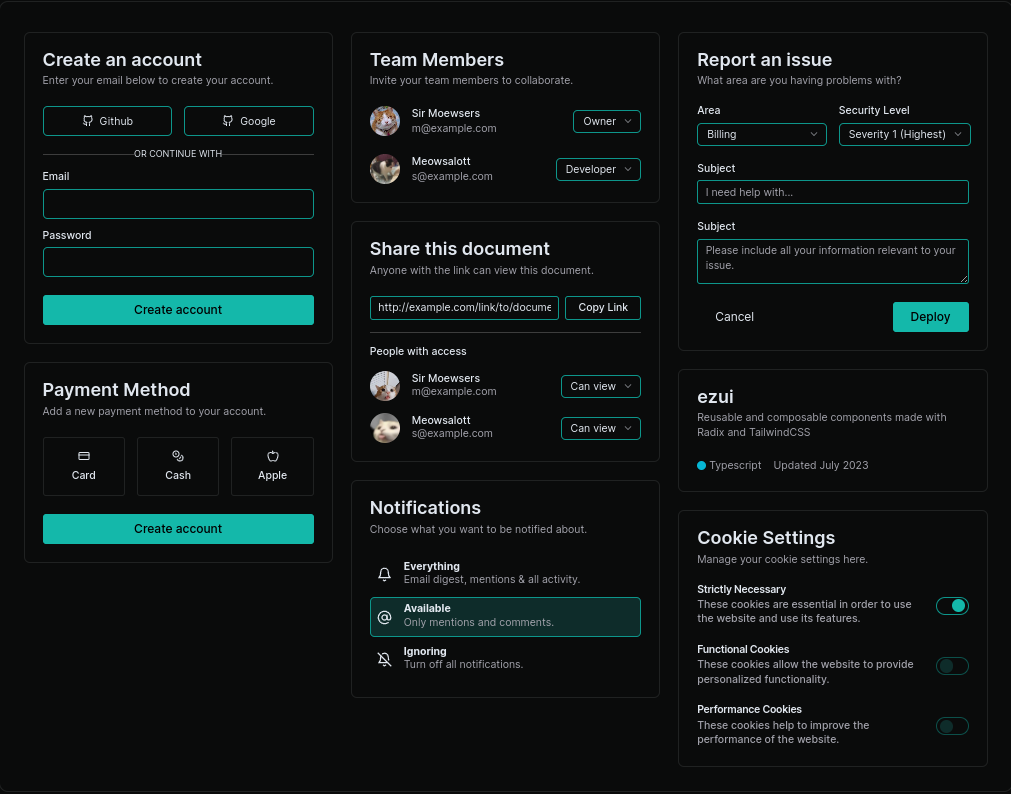 Create an account
Enter your email below to create your account.
Github
Google
OR CONTINUE WITH
Email
Password
Create account
Payment Method
Add a new payment method to your account.
Card
Cash
Apple
Create account
Team Members
Invite your team members to collaborate.
Sir Moewsers
m@example.com
Owner
Meowsalott
s@example.com
Developer
Share this document
Anyone with the link can view this document.
http://example.com/link/to/docume
Copy Link
People with access
Sir Moewsers
m@example.com
Can view
Meowsalott
s@example.com
Can view
Notifications
Choose what you want to be notified about.
Everything
Email digest, mentions & all activity.
Available
Only mentions and comments.
Ignoring
Turn off all notifications.
Report an issue
What area are you having problems with?
Area
Security Level
Billing
Severity 1 (Highest)
Subject
I need help with...
Subject
Please include all your information relevant to your
issue.
Cancel
Deploy
ezui
Reusable and composable components made with
Radix and TailwindCSS
Typescript
Updated July 2023
Cookie Settings
Manage your cookie settings here.
Strictly Necessary
These cookies are essential in order to use
the website and use its features.
Functional Cookies
These cookies allow the website to provide
personalized functionality.
Performance Cookies
These cookies help to improve the
performance of the website.